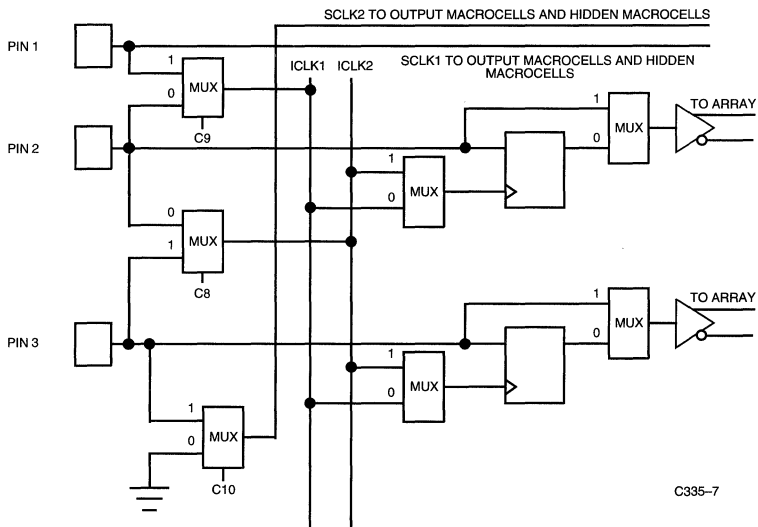 SCLK2 TO OUTPUT MACROCELLS AND HIDDEN MACROCELLS
PIN 1
ICLK1 ICLK2
SCLK1 TO OUTPUT MACROCELLS AND HIDDEN
MACROCELLS
1
MUX
0
C9
1
TO ARRAY
MUX
0
PIN 2
1
MUX
0
0
MUX
1
C8
1
TO ARRAY
MUX
0
PIN 3
1
MUX
0
1
MUX
0
C10
C335–7